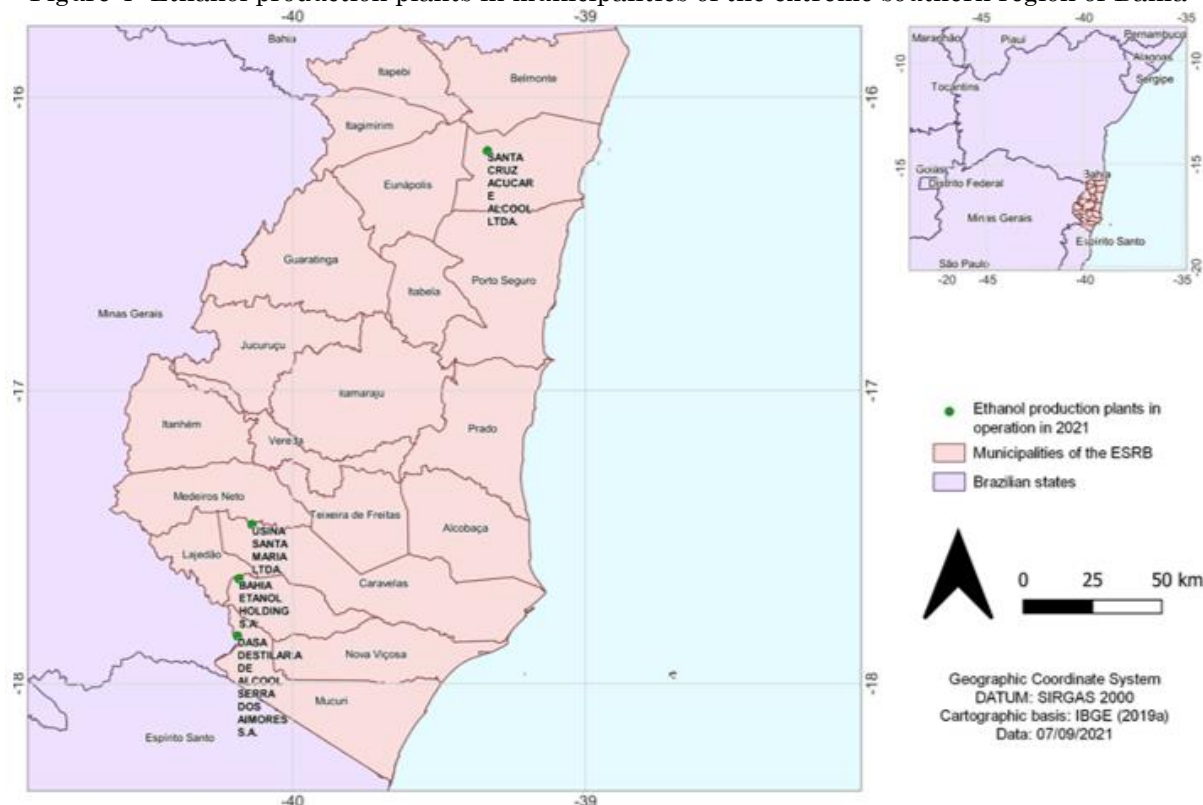 Figure 1- Ethanol production plants in municipalities of the extreme southern region of Bahia
-40
-39
Bahia
Itapebi
Belmonte
-16
-16
Itagimirim
SANTA
CRUZ
ACUCAR
E
ALCOOL
LTDA.
Eunápolis
Guaratinga
Porto Seguro
Itabela
Minas Gerais
Jucuruçu
-17
-17
Itamaraju
Itanhém
Prado
Vereda
Medeiros Neto
Teixeira de Freitas
Alcobaça
USINA
SANTA
MARIA
LTDA.
Lajedão
Caravelas
BAHIA
ETANOL
HOLDING
S.A.
DASA
DESTILARIA
DE
ALCOOL
SERRA
DOS
AIMORES
S.A.
Nova Viçosa
-18
-18
Mucuri
Espírito Santo
-40
-39
-45
-40
-35
Maranhão
Piauí
Pernambuco
Alagoas
Sergipe
-10
-10
Tocantins
-15
-15
Goiás
Bahia
Distrito Federal
Minas Gerais
Espírito Santo
São Paulo
-20
-20
-45
-40
-35
Ethanol production plants in
operation in 2021
Municipalities of the ESRB
Brazilian states
0 25 50 km
Geographic Coordinate System
DATUM: SIRGAS 2000
Cartographic basis: IBGE (2019a)
Data: 07/09/2021